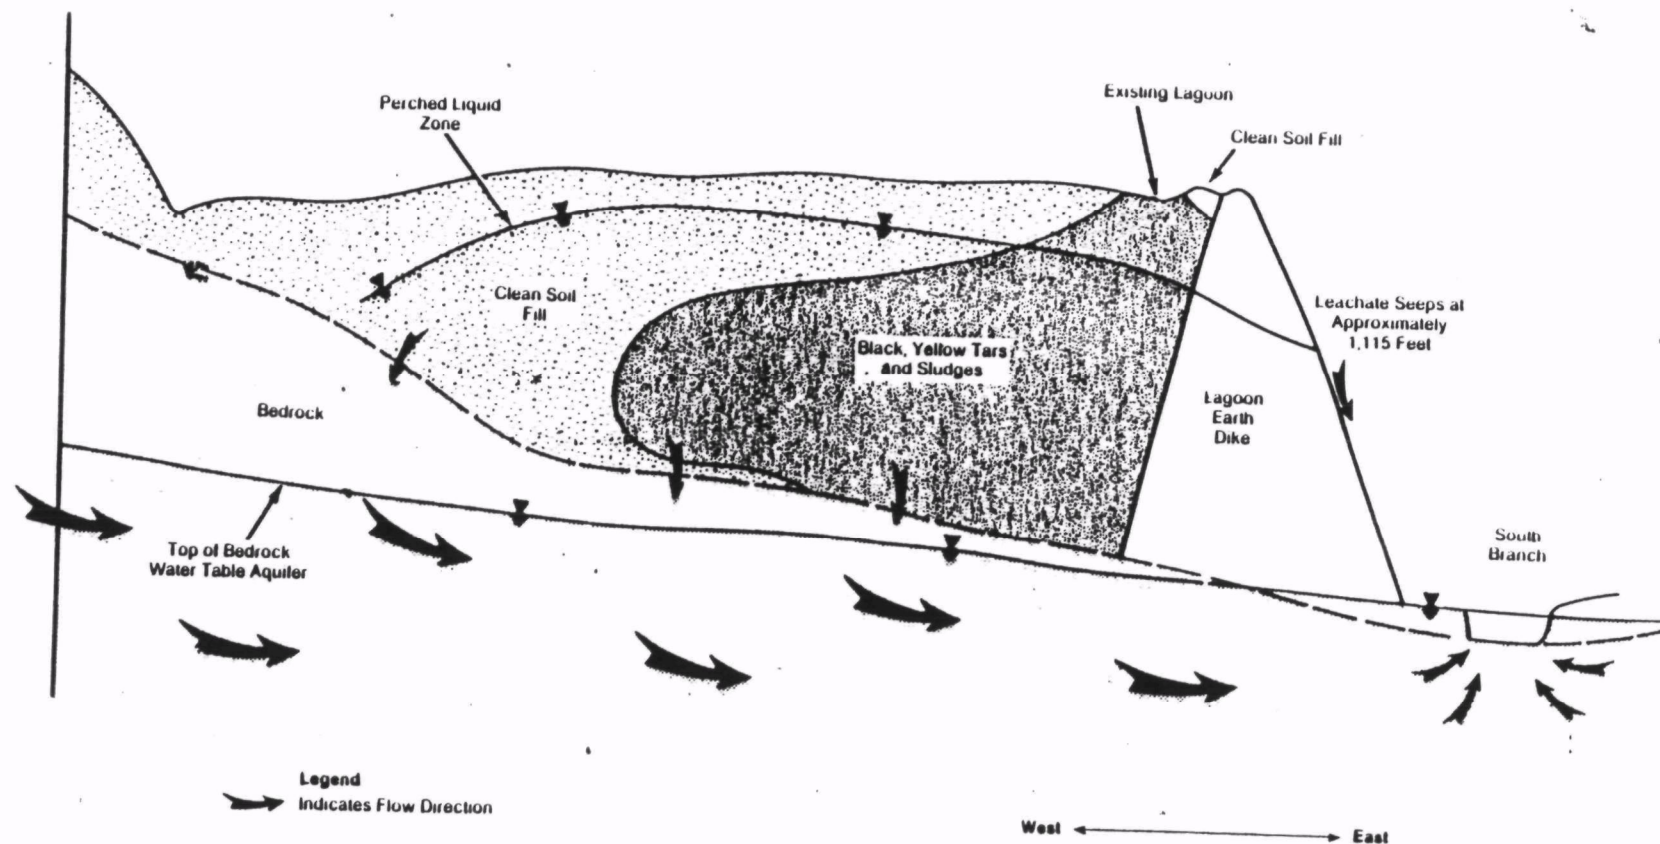 Existing Lagoon
Perched Liquid
Zone
Clean Soil Fill
Clean Soil
Fill
Leachate Seeps at
Approximately
1,115 Feet
Black, Yellow Tars
and Sludges
Lagoon
Earth
Dike
Bedrock
South
Branch
Top of Bedrock
Water Table Aquifer
Legend
Indicates Flow Direction
West
East